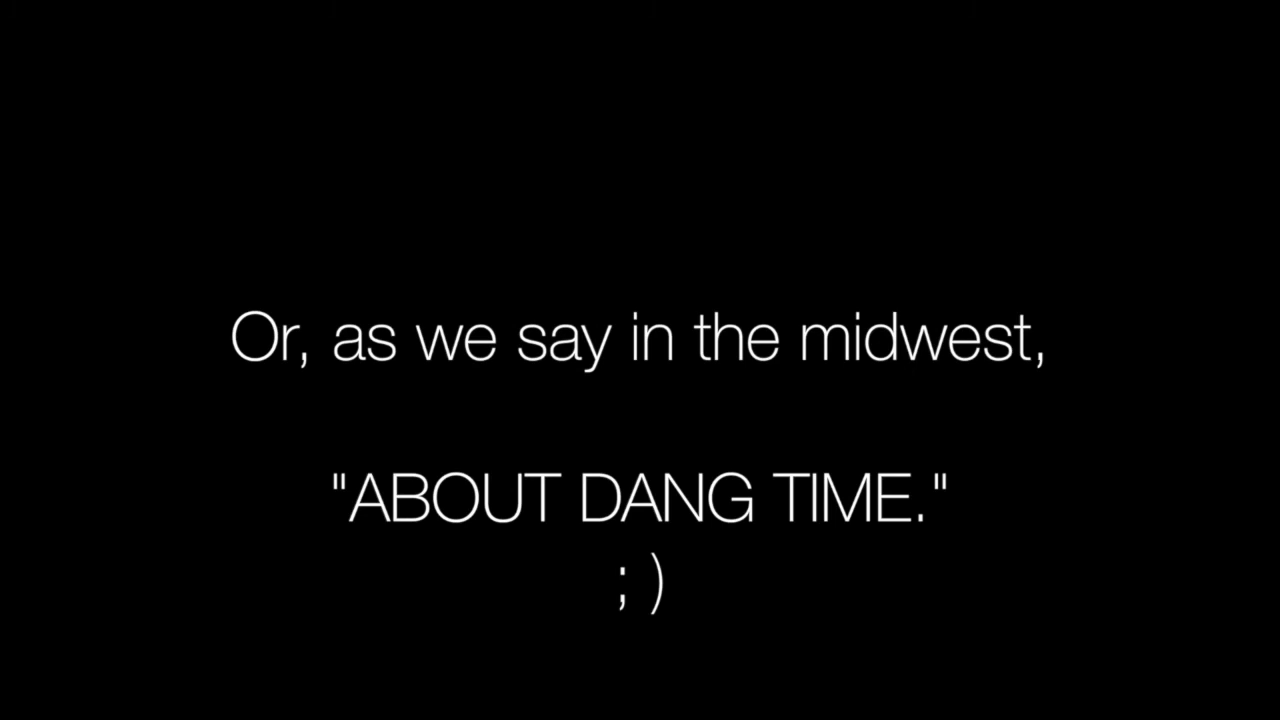 Or, as we say in the midwest,
"ABOUT DANG TIME."
; )